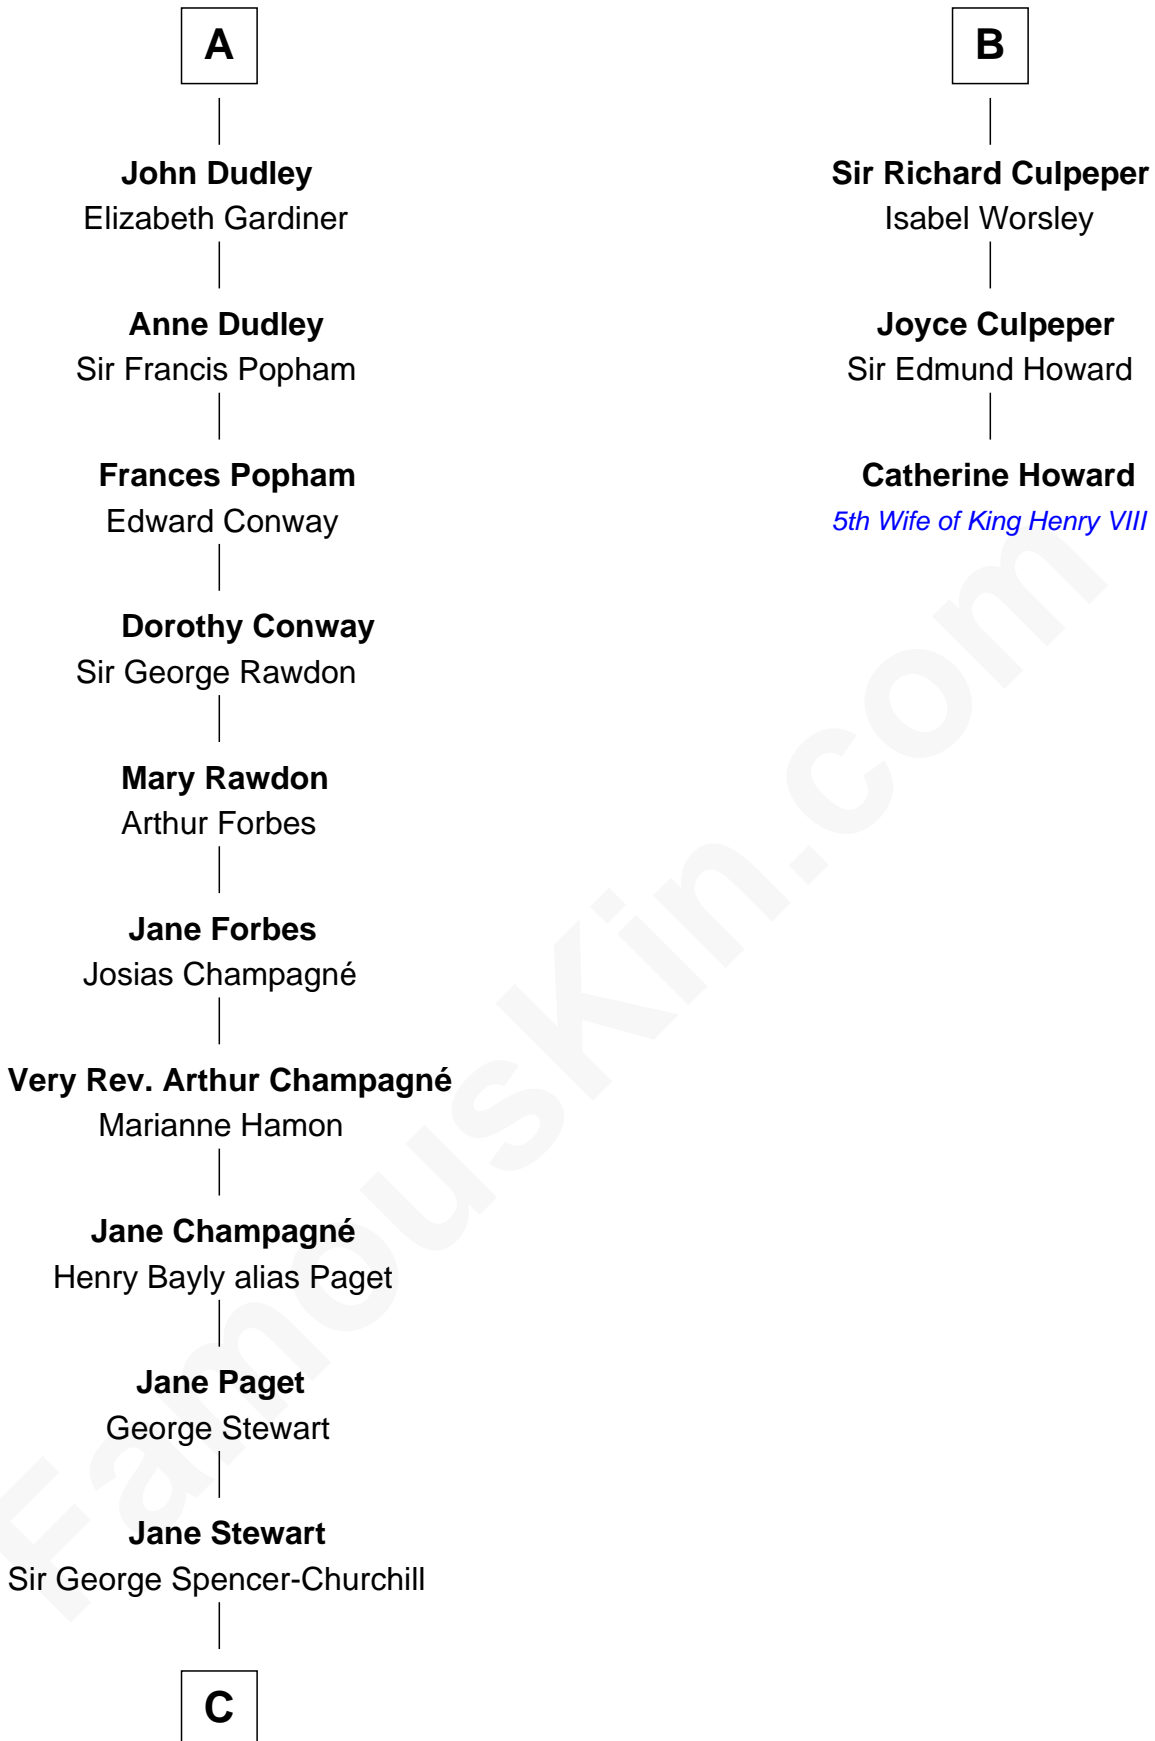 A
John Dudley
Elizabeth Gardiner
Anne Dudley
Sir Francis Popham
Frances Popham
Edward Conway
Dorothy Conway
Sir George Rawdon
Mary Rawdon
Arthur Forbes
Jane Forbes
Josias Champagné
Very Rev. Arthur Champagné
Marianne Hamon
Jane Champagné
Henry Bayly alias Paget
Jane Paget
George Stewart
Jane Stewart
Sir George Spencer-Churchill
C
B
Sir Richard Culpeper
Isabel Worsley
Joyce Culpeper
Sir Edmund Howard
Catherine Howard
5th Wife of King Henry VIII
FamousKin.com